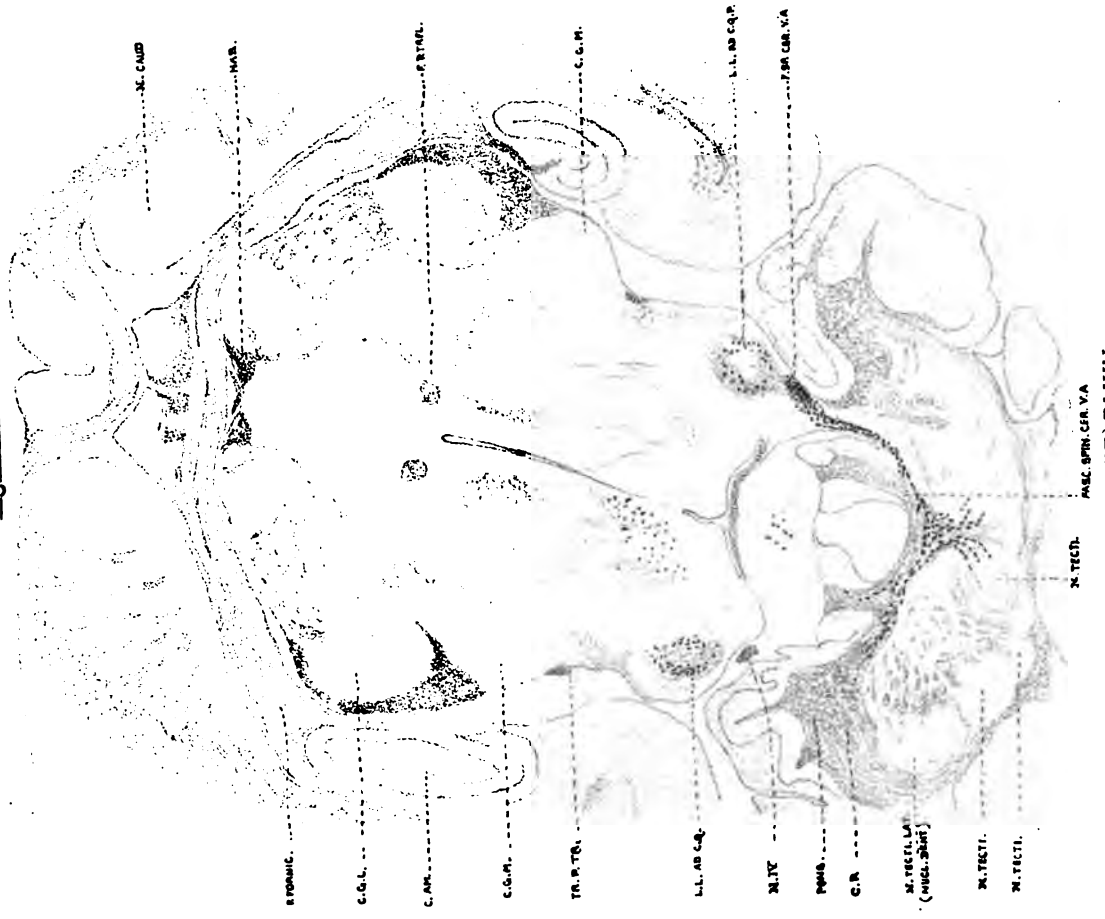 N. CAUD
HAB.
F. RTRFL.
C.G.M.
L.L. AD C.Q.P.
F. SP. CER. V.A
R FORNIC.
C.G.L.
C. AM.
C.G.M.
TR. P. TR.
L.L. AD C.Q.
N. IV
PONS.
C.R
N. TECTI. LAT.
(NUCL. DENT)
N. TECTI.
N. TECTI.
N. TECTI.
FASC. SPIN. CER. V.A